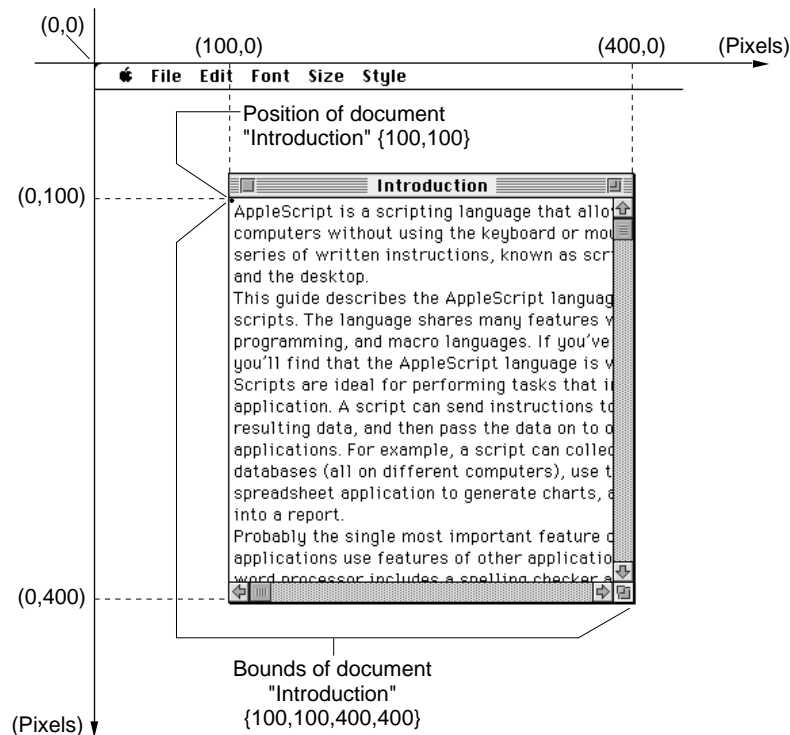 (0,0)
(100,0)
(400,0)
(Pixels)
File Edit Font Size Style
Position of document
"Introduction" {100,100}
Introduction
(0,100)
AppleScript is a scripting language that allo
computers without using the keyboard or mou
series of written instructions, known as scr
and the desktop.
This guide describes the AppleScript languag
scripts. The language shares many features
programming, and macro languages. If you've
you'll find that the AppleScript language is
Scripts are ideal for performing tasks that
application. A script can send instructions to
resulting data, and then pass the data on to
applications. For example, a script can collec
databases (all on different computers), use t
spreadsheet application to generate charts,
into a report.
Probably the single most important feature
applications use features of other applicatio
word processor includes a spelling checker
(0,400)
Bounds of document
"Introduction"
{100,100,400,400}
(Pixels)